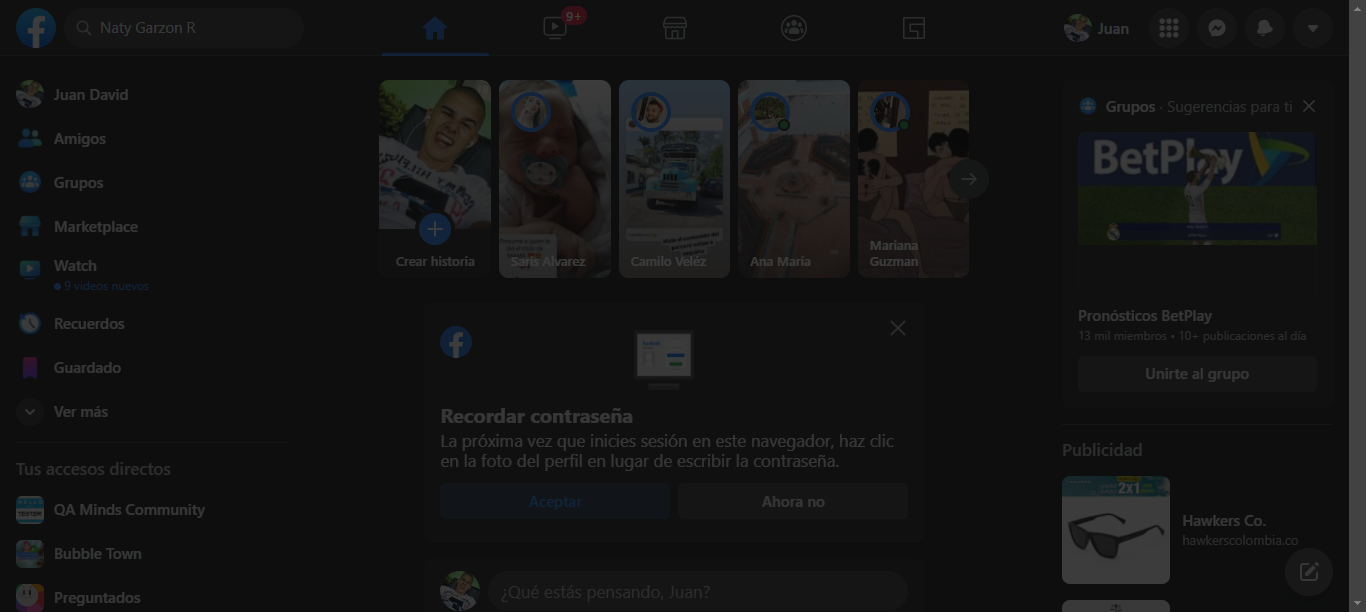 Naty Garzon R
9+
Juan
Juan David
Amigos
Grupos
Marketplace
Watch
9 videos nuevos
Recuerdos
Guardado
Ver más
Tus accesos directos
QA Minds Community
Bubble Town
Preguntados
Crear historia
Saris Alvarez
Camilo Veléz
Ana María
Mariana
Guzman
Recordar contraseña
La próxima vez que inicies sesión en este navegador, haz clic
en la foto del perfil en lugar de escribir la contraseña.
Aceptar
Ahora no
¿Qué estás pensando, Juan?
Grupos · Sugerencias para ti
BetPlay
Pronósticos BetPlay
13 mil miembros • 10+ publicaciones al día
Unirte al grupo
Publicidad
2x1
Hawkers Co.
hawkerscolombia.co